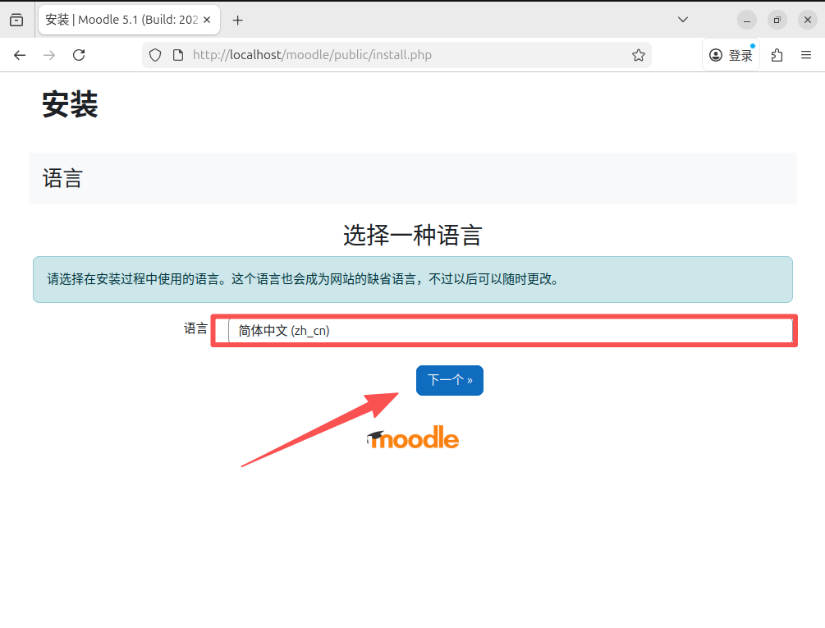 安装 | Moodle 5.1 (Build: 202
http://localhost/moodle/public/install.php
登录
安装
语言
选择一种语言
请选择在安装过程中使用的语言。这个语言也会成为网站的缺省语言，不过以后可以随时更改。
语言
简体中文 (zh_cn)
下一个 »
moodle